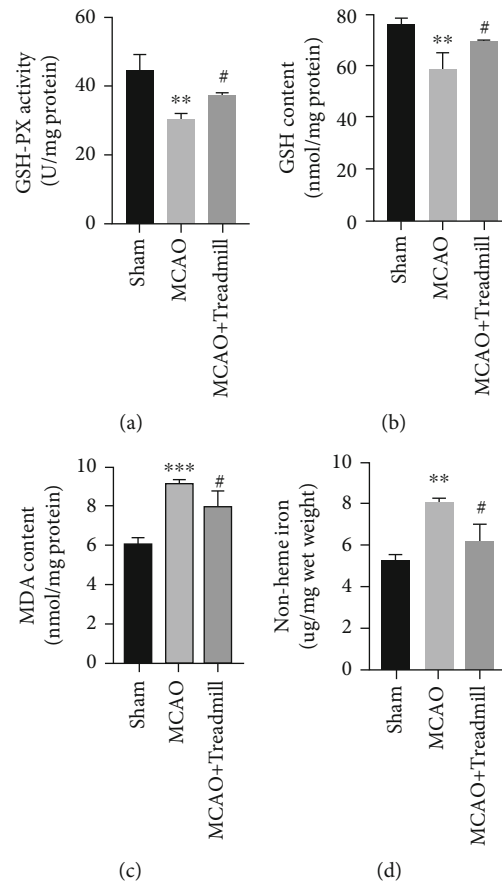 GSH-PX activity
(U/mg protein)
60
40
20
0
**
#
Sham
MCAO
MCAO+Treadmill
(a)
GSH content
(nmol/mg protein)
80
60
40
20
0
**
#
Sham
MCAO
MCAO+Treadmill
(b)
MDA content
(nmol/mg protein)
10
8
6
4
2
0
***
#
Sham
MCAO
MCAO+Treadmill
(c)
Non-heme iron
(ug/mg wet weight)
10
8
6
4
2
0
**
#
Sham
MCAO
MCAO+Treadmill
(d)